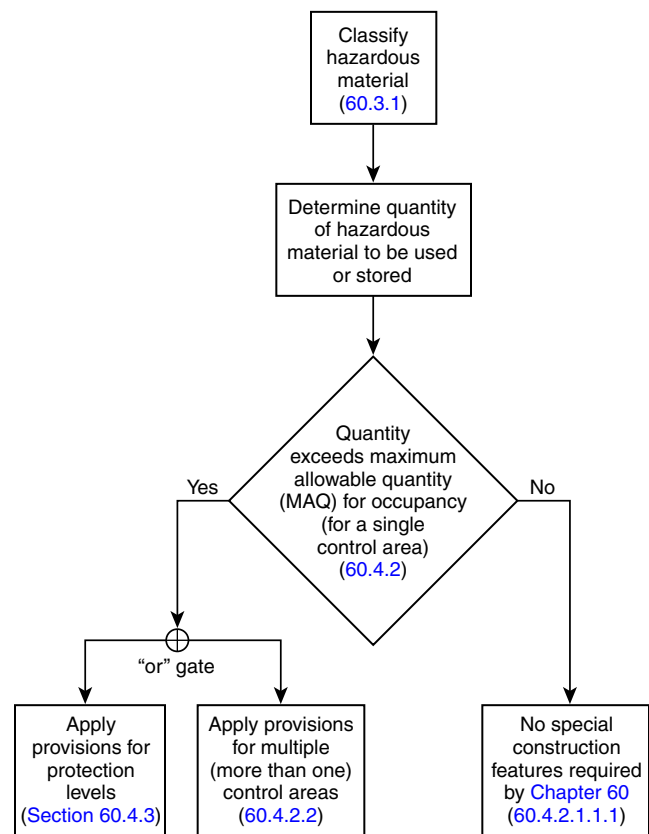 Classify
hazardous
material
(60.3.1)
Determine quantity
of hazardous
material to be used
or stored
Quantity
exceeds maximum
allowable quantity
(MAQ) for occupancy
(for a single
control area)
(60.4.2)
Yes
No
“or” gate
Apply
provisions for
protection
levels
(Section 60.4.3)
Apply provisions
for multiple
(more than one)
control areas
(60.4.2.2)
No special
construction
features required
by Chapter 60
(60.4.2.1.1.1)